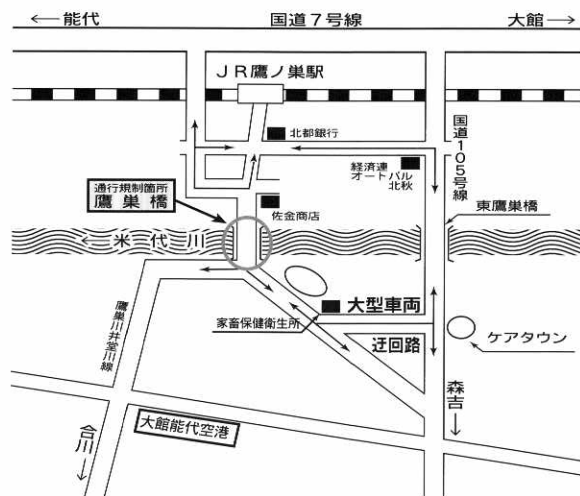 ←能代
国道7号線
大館→
JR鷹ノ巣駅
北都銀行
国道105号線
経済連
オートパル
北秋
通行規制箇所
鷹巣橋
佐金商店
東鷹巣橋
←米代川
大型車両
家畜保健衛生所
迂回路
ケアタウン
鷹巣川井堂川線
森吉→
大館能代空港
合川→